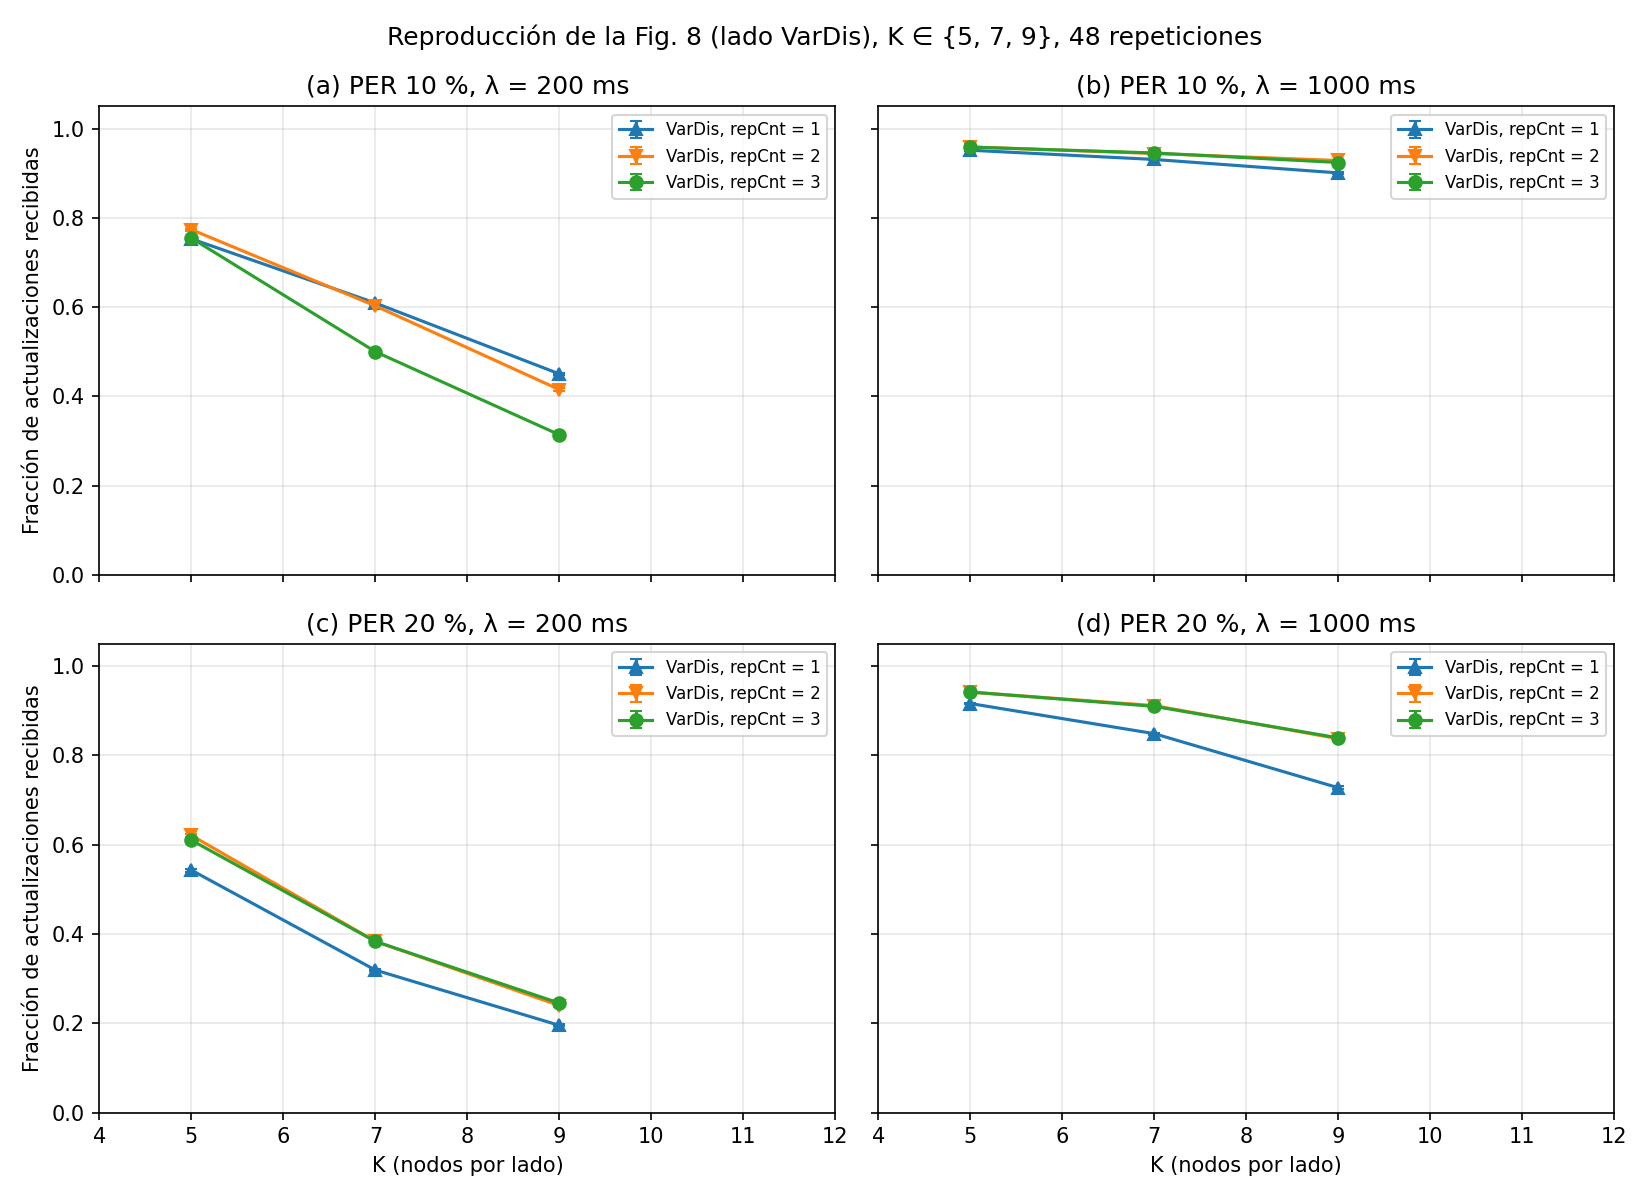 Reproducción de la Fig. 8 (lado VarDis), K ∈ {5, 7, 9}, 48 repeticiones
(a) PER 10 %, λ = 200 ms
VarDis, repCnt = 1
VarDis, repCnt = 2
VarDis, repCnt = 3
1.0
0.8
0.6
0.4
0.2
0.0
Fracción de actualizaciones recibidas
(b) PER 10 %, λ = 1000 ms
VarDis, repCnt = 1
VarDis, repCnt = 2
VarDis, repCnt = 3
(c) PER 20 %, λ = 200 ms
VarDis, repCnt = 1
VarDis, repCnt = 2
VarDis, repCnt = 3
1.0
0.8
0.6
0.4
0.2
0.0
Fracción de actualizaciones recibidas
4 5 6 7 8 9 10 11 12
K (nodos por lado)
(d) PER 20 %, λ = 1000 ms
VarDis, repCnt = 1
VarDis, repCnt = 2
VarDis, repCnt = 3
4 5 6 7 8 9 10 11 12
K (nodos por lado)